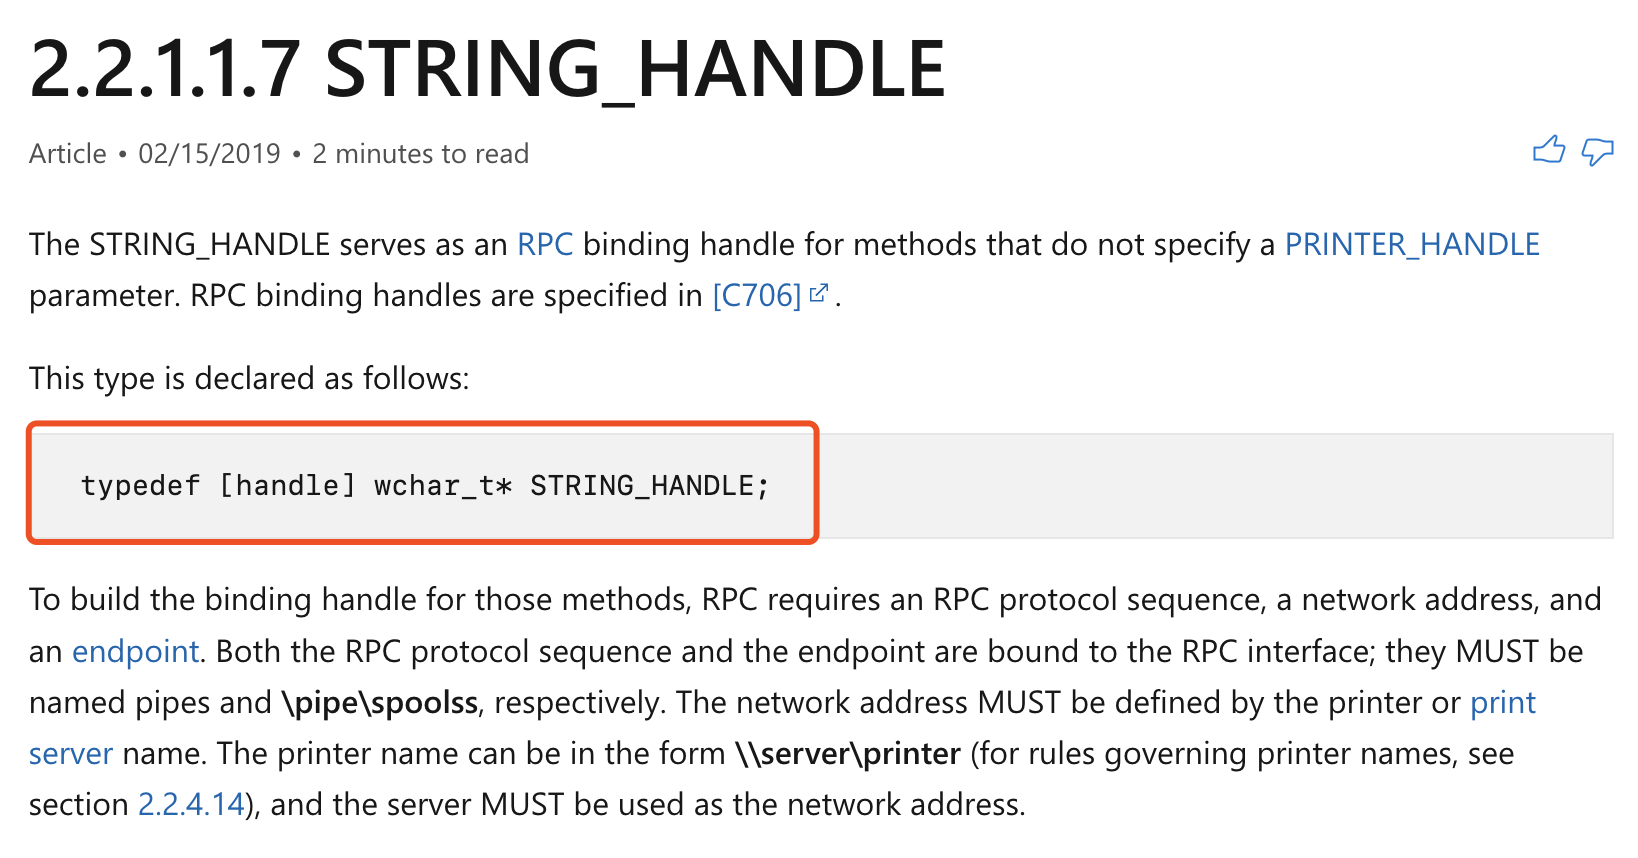 2.2.1.1.7 STRING_HANDLE
Article • 02/15/2019 • 2 minutes to read
The STRING_HANDLE serves as an RPC binding handle for methods that do not specify a PRINTER_HANDLE
parameter. RPC binding handles are specified in [C706] .
This type is declared as follows:
typedef [handle] wchar_t* STRING_HANDLE;
To build the binding handle for those methods, RPC requires an RPC protocol sequence, a network address, and
an endpoint. Both the RPC protocol sequence and the endpoint are bound to the RPC interface; they MUST be
named pipes and \pipe\spoolss, respectively. The network address MUST be defined by the printer or print
server name. The printer name can be in the form \\server\printer (for rules governing printer names, see
section 2.2.4.14), and the server MUST be used as the network address.